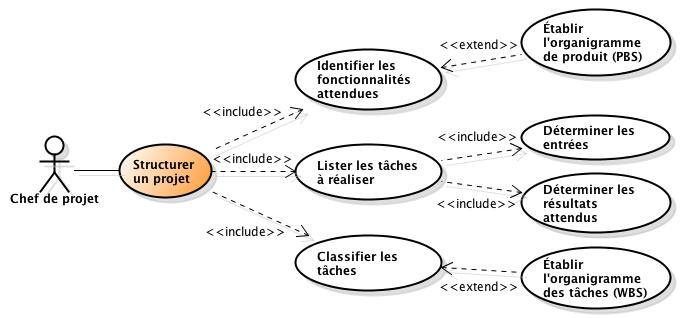 Chef de projet
Structurer
un projet
<<include>>
Identifier les
fonctionnalités
attendues
<<extend>>
Établir
l'organigramme
de produit (PBS)
<<include>>
Lister les tâches
à réaliser
<<include>>
Déterminer les
entrées
<<include>>
Déterminer les
résultats
attendus
<<include>>
Classifier les
tâches
<<extend>>
Établir
l'organigramme
des tâches (WBS)